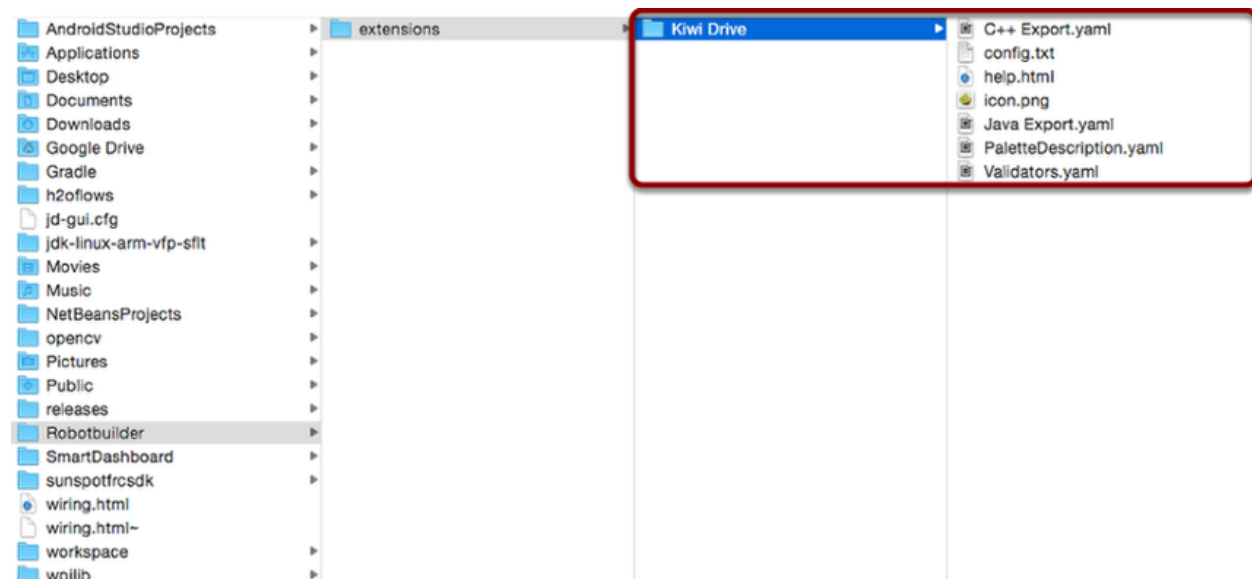 AndroidStudioProjects
Applications
Desktop
Documents
Downloads
Google Drive
Gradle
h2oflows
jd-gui.cfg
jdk-linux-arm-vfp-sflt
Movies
Music
NetBeansProjects
opencv
Pictures
Public
releases
Robotbuilder
SmartDashboard
sunspotfrcsdk
wiring.html
wiring.html~
workspace
wpilib
extensions
Kiwi Drive
C++ Export.yaml
config.txt
help.html
icon.png
Java Export.yaml
PaletteDescription.yaml
Validators.yaml